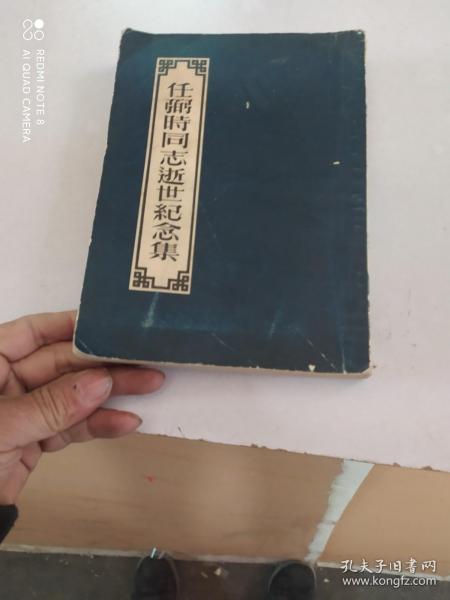 REDMI NOTE 8
AI QUAD CAMERA
任弼時同志逝世紀念集
孔夫子旧书网
www.kongfz.com